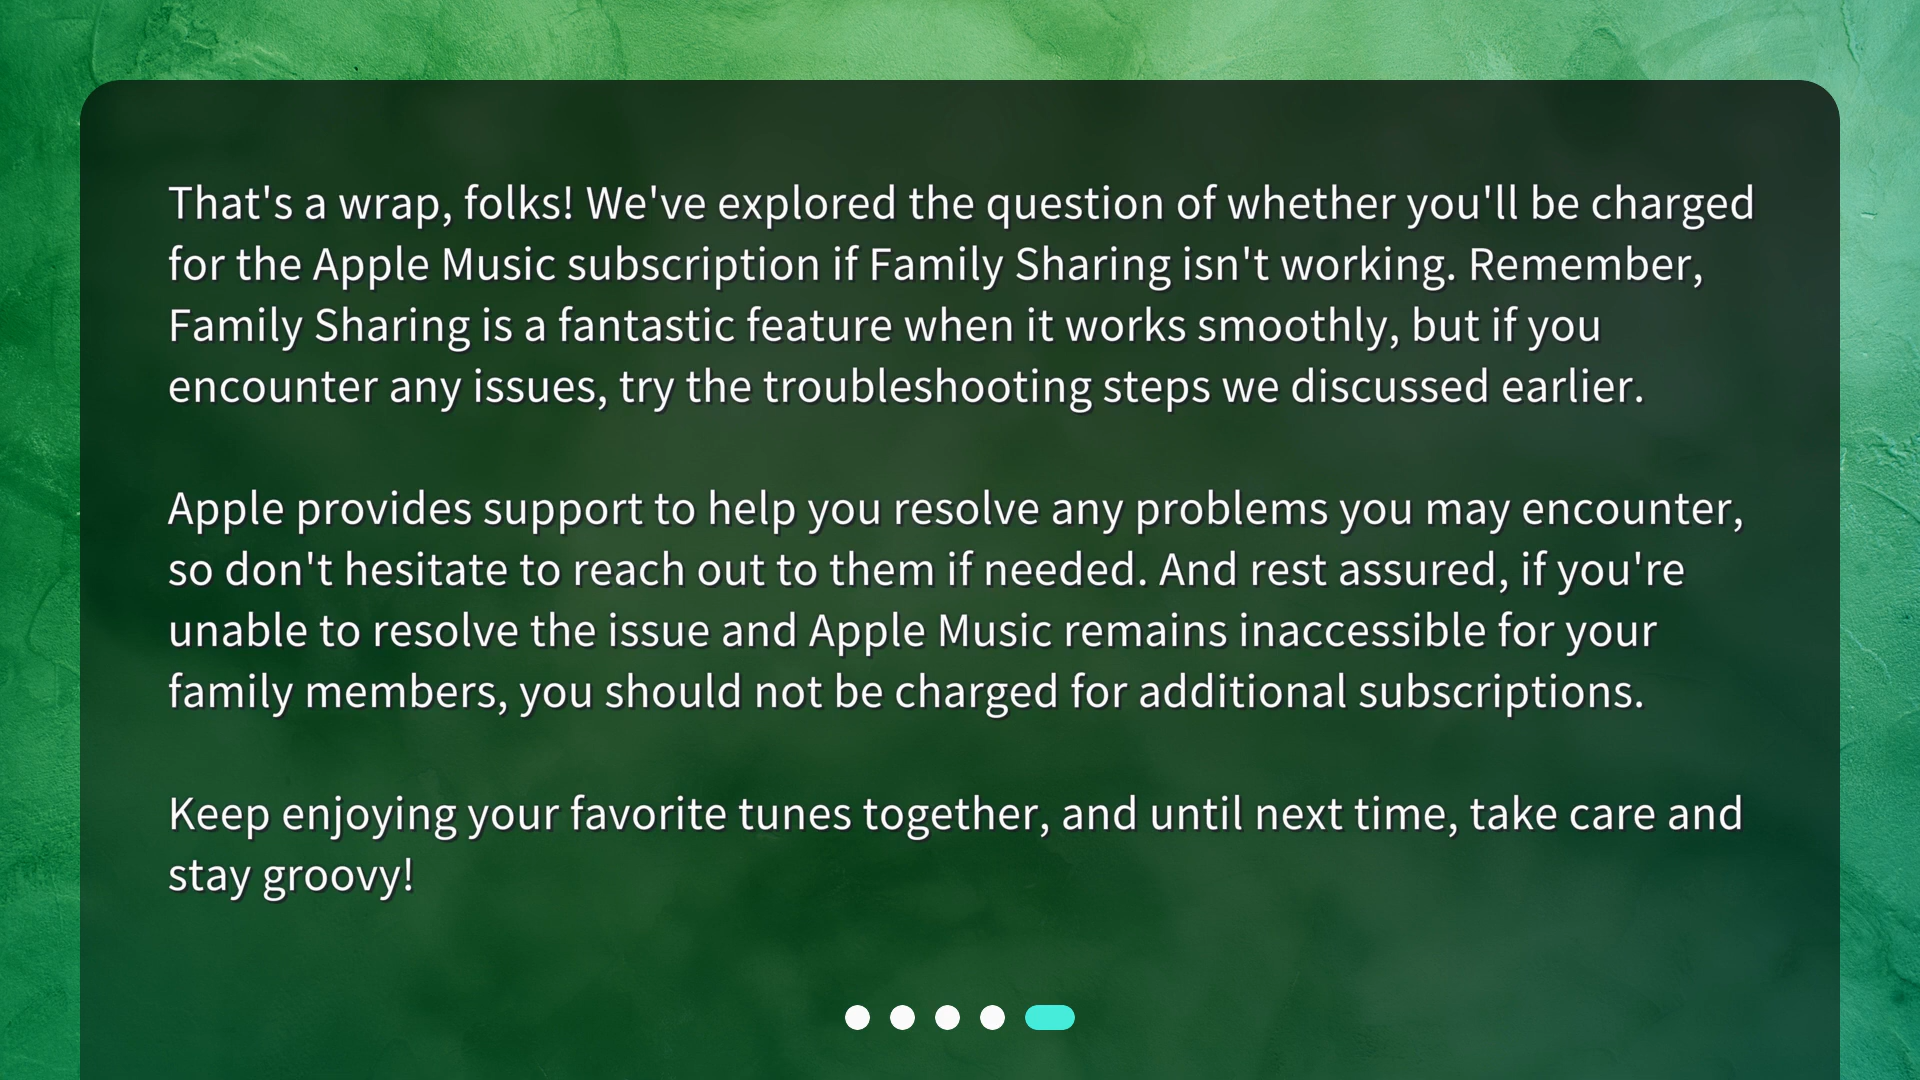 That's a wrap, folks! We've explored the question of whether you'll be charged
for the Apple Music subscription if Family Sharing isn't working. Remember,
Family Sharing is a fantastic feature when it works smoothly, but if you
encounter any issues, try the troubleshooting steps we discussed earlier.
Apple provides support to help you resolve any problems you may encounter,
so don't hesitate to reach out to them if needed. And rest assured, if you're
unable to resolve the issue and Apple Music remains inaccessible for your
family members, you should not be charged for additional subscriptions.
Keep enjoying your favorite tunes together, and until next time, take care and
stay groovy!